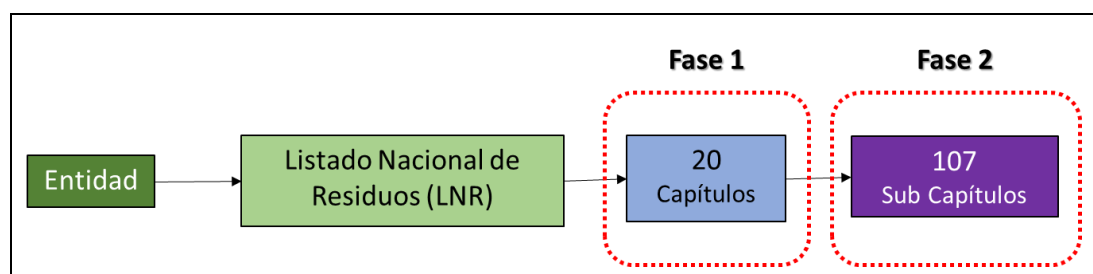 Fase 1
Fase 2
Entidad
Listado Nacional de
Residuos (LNR)
20
Capítulos
107
Sub Capítulos